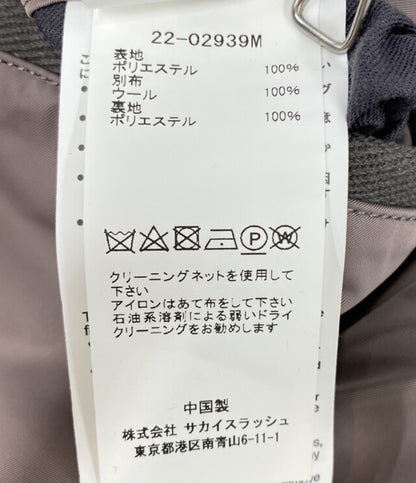 22-02939M
表地
ポリエステル 100%
別布
ウール 100%
裏地
ポリエステル 100%
P W
クリーニングネットを使用して
下さい
アイロンはあて布をして下さい
石油系溶剤による弱いドライ
クリーニングをお勧めします
中国製
株式会社 サカイスラッシュ
東京都港区南青山6-11-1